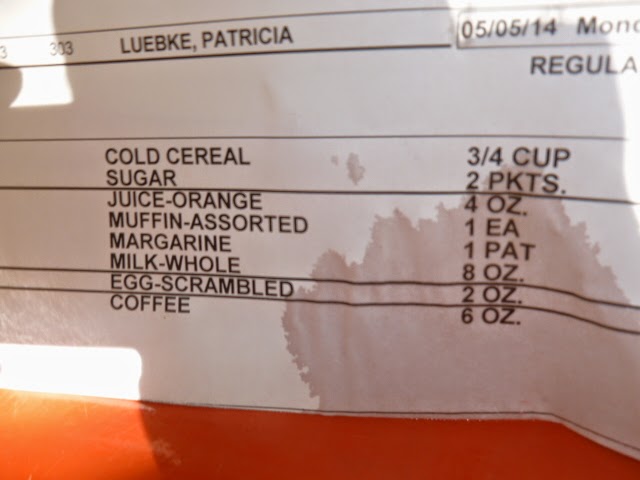 3 303 LUEBKE, PATRICIA 05/05/14 Mond
REGULA
COLD CEREAL 3/4 CUP
SUGAR 2 PKTS.
JUICE-ORANGE 4 OZ.
MUFFIN-ASSORTED 1 EA
MARGARINE 1 PAT
MILK-WHOLE 8 OZ.
EGG-SCRAMBLED 2 OZ.
COFFEE 6 OZ.